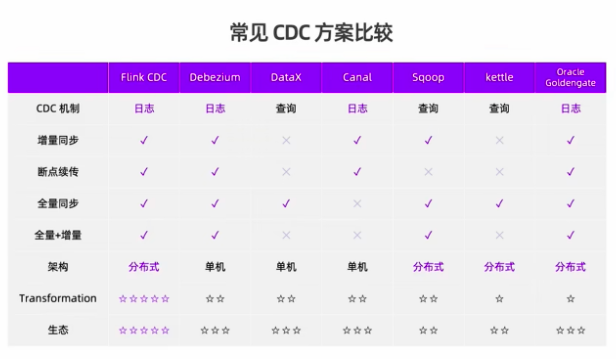 常见 CDC 方案比较
Flink CDC Debezium DataX Canal Sqoop kettle Oracle Goldengate
CDC 机制 日志 日志 查询 日志 查询 查询 日志
增量同步 ✓ ✓ × ✓ ✓ × ✓
断点续传 ✓ ✓ × ✓ × × ✓
全量同步 ✓ ✓ ✓ × ✓ ✓ ✓
全量+增量 ✓ ✓ × × ✓ × ✓
架构 分布式 单机 单机 单机 分布式 分布式 分布式
Transformation ☆☆☆☆☆ ☆☆ ☆☆ ☆☆ ☆☆ ☆ ☆
生态 ☆☆☆☆☆ ☆☆☆ ☆☆☆ ☆☆☆ ☆☆ ☆☆ ☆☆☆